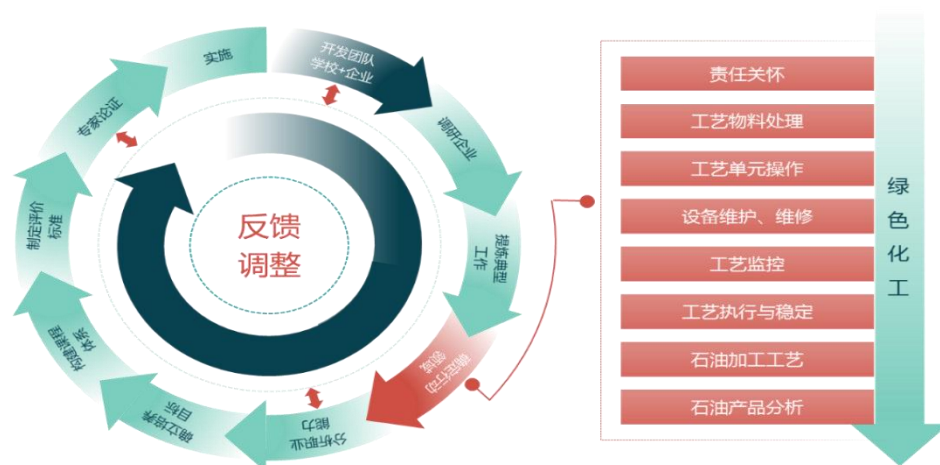 开发团队
学校+企业
调研企业
提炼典型
工作
确定行动
领域
分析职业
能力
确立培养
目标
构建课程
体系
制定评价
标准
专家论证
实施
反馈
调整
责任关怀
工艺物料处理
工艺单元操作
设备维护、维修
工艺监控
工艺执行与稳定
石油加工工艺
石油产品分析
绿色化工